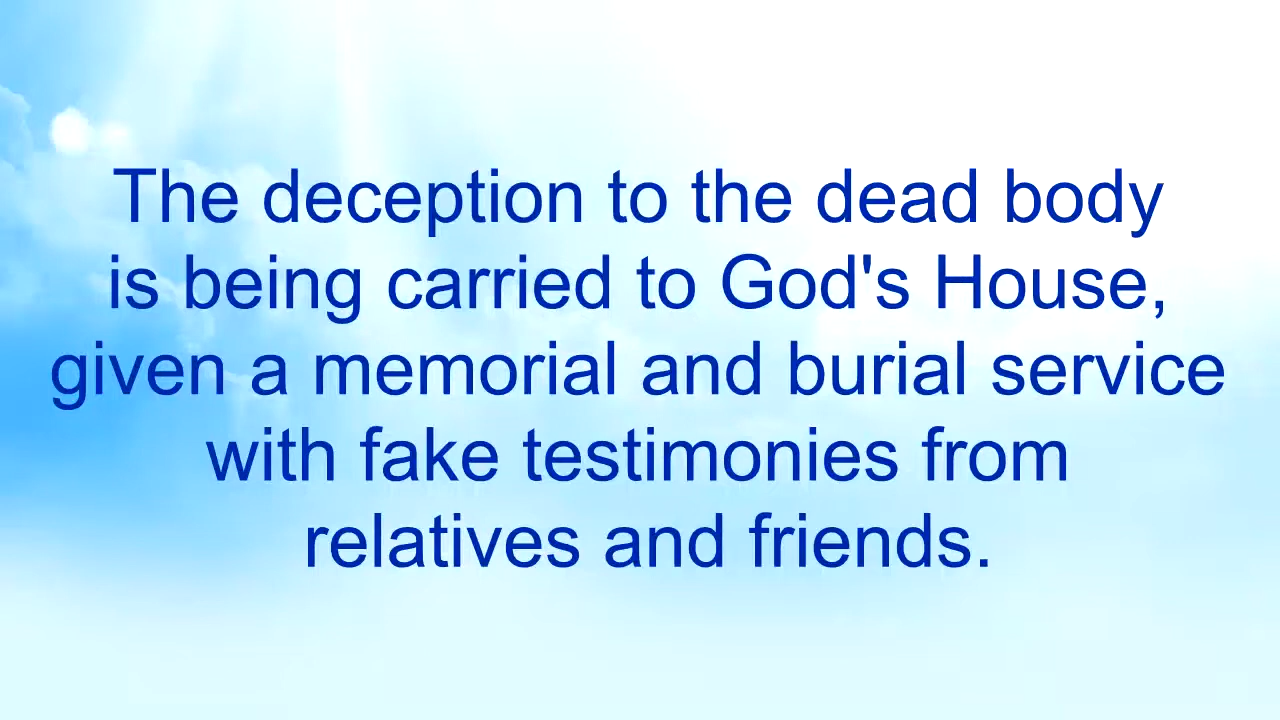 The deception to the dead body
is being carried to God's House,
given a memorial and burial service
with fake testimonies from
relatives and friends.